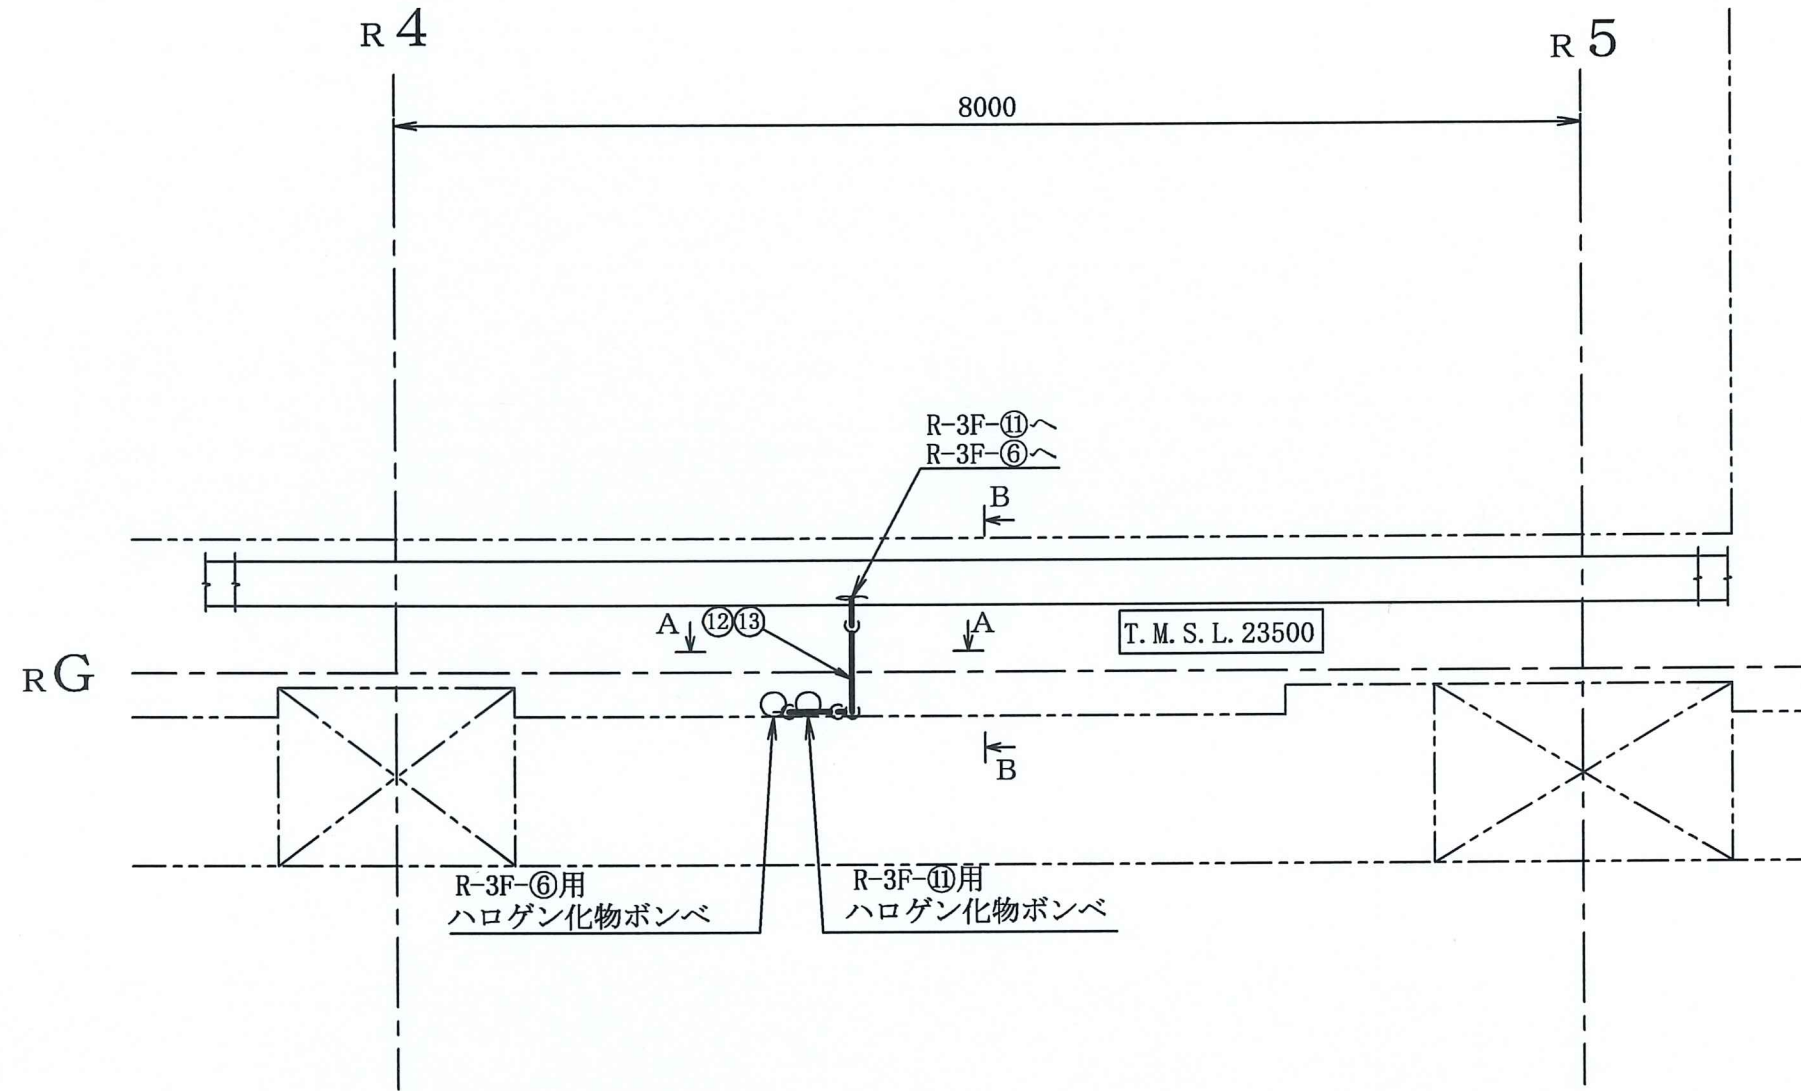 R4
R5
8000
R-3F-⑪へ
R-3F-⑥へ
B
A
⑫⑬
A
T.M.S.L.23500
RG
B
R-3F-⑥用
ハロゲン化物ボンベ
R-3F-⑪用
ハロゲン化物ボンベ